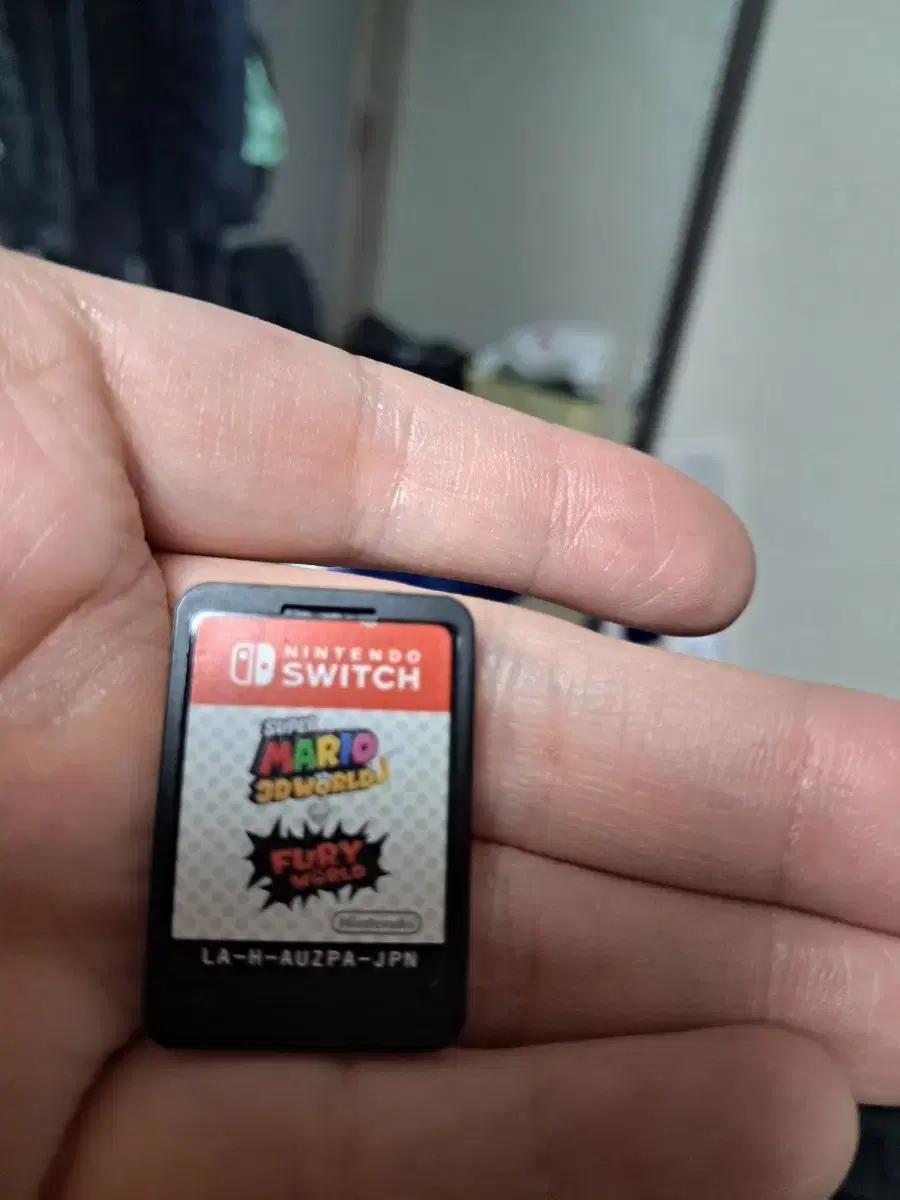 NINTENDO
SWITCH
SUPER
MARIO
3D WORLD
FURY
WORLD
Nintendo
LA-H-AUZPA-JPN